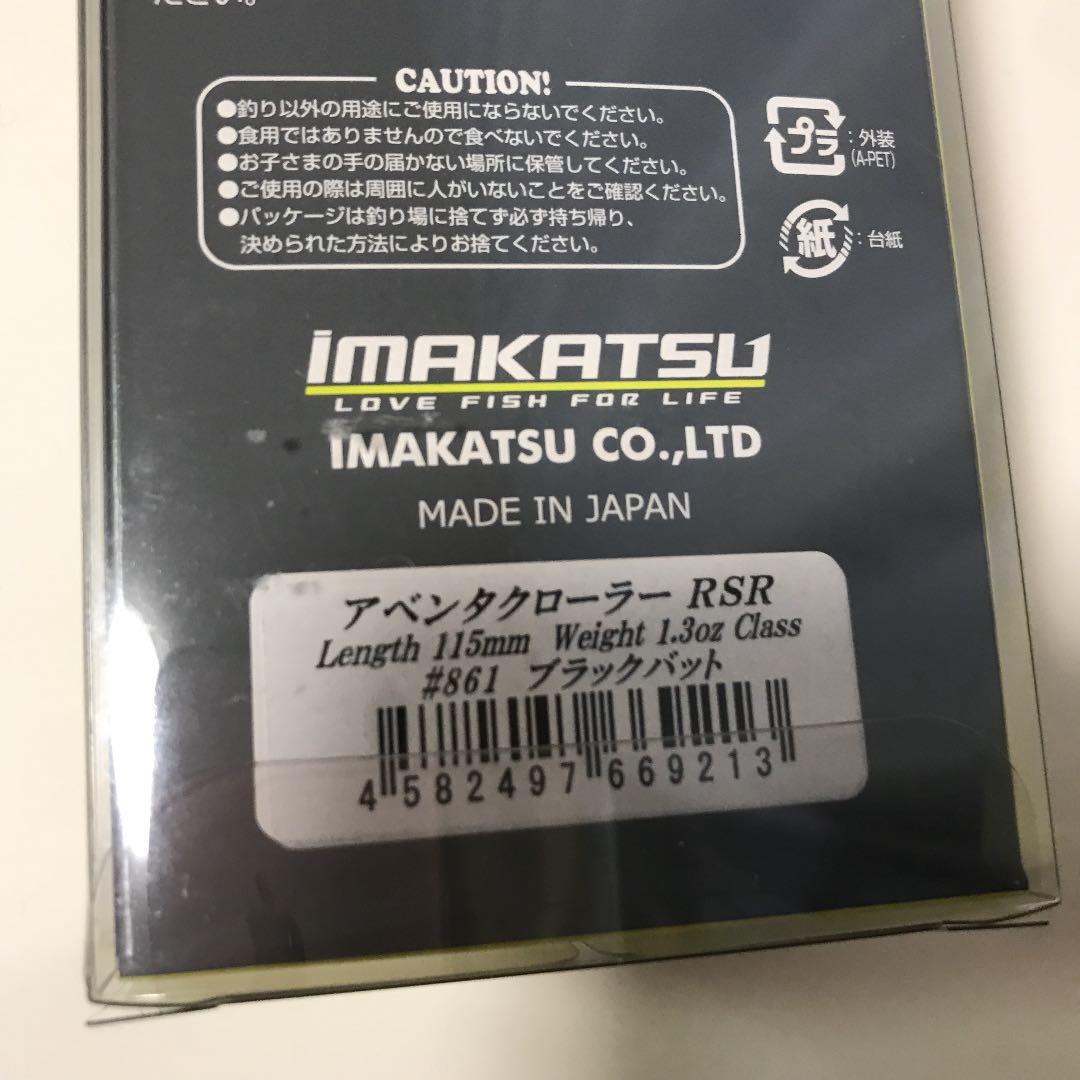 ださい。
CAUTION!
●釣り以外の用途にご使用にならないでください。
●食用ではありませんので食べないでください。
●お子さまの手の届かない場所に保管してください。
●ご使用の際は周囲に人がいないことをご確認ください。
●パッケージは釣り場に捨てず必ず持ち帰り、
決められた方法によりお捨てください。
プラ:外装
(A-PET)
紙:台紙
iMAKATSU
LOVE FISH FOR LIFE
IMAKATSU CO.,LTD
MADE IN JAPAN
アベンタクローラー RSR
Length 115mm Weight 1.3oz Class
#861 ブラックバット
4582497669213